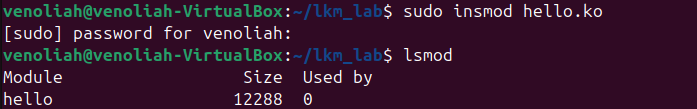 venoliah@venoliah-VirtualBox:~/lkm_lab$ sudo insmod hello.ko
[sudo] password for venoliah:
venoliah@venoliah-VirtualBox:~/lkm_lab$ lsmod
Module                  Size  Used by
hello                  12288  0